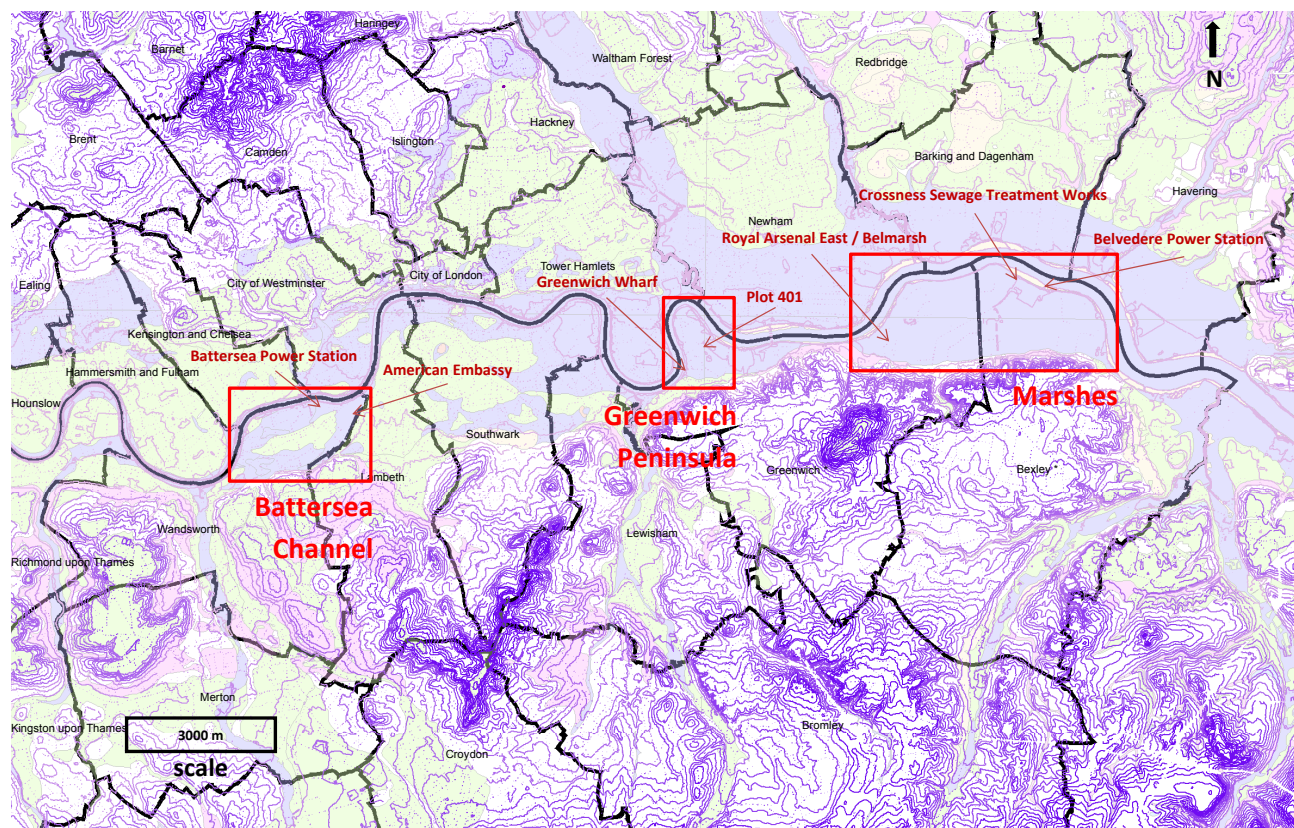 Haringey
Barnet
Waltham Forest
Redbridge
N
Hackney
Brent
Islington
Camden
Barking and Dagenham
Havering
Crossness Sewage Treatment Works
Newham
Royal Arsenal East / Belmarsh
Belvedere Power Station
Tower Hamlets
City of London
Greenwich Wharf
Ealing
City of Westminster
Plot 401
Kensington and Chelsea
Battersea Power Station
Hammersmith and Fulham
American Embassy
Hounslow
Marshes
Greenwich
Peninsula
Southwark
Greenwich
Bexley
Lambeth
Battersea
Channel
Wandsworth
Lewisham
Richmond upon Thames
Merton
Kingston upon Thames
3000 m
scale
Bromley
Croydon